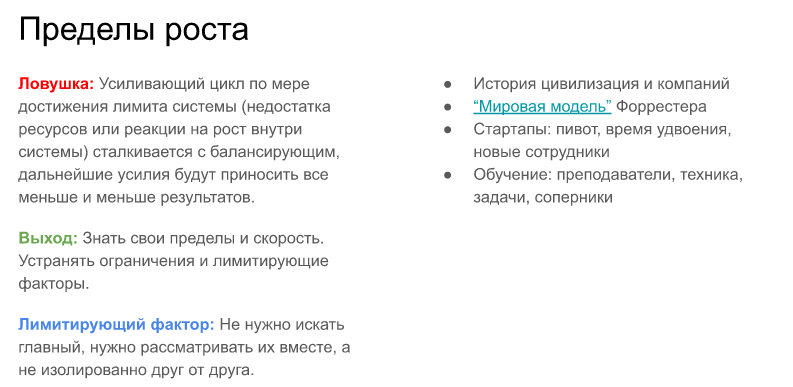 Пределы роста
Ловушка: Усиливающий цикл по мере
достижения лимита системы (недостатка
ресурсов или реакции на рост внутри
системы) сталкивается с балансирующим,
дальнейшие усилия будут приносить все
меньше и меньше результатов.
Выход: Знать свои пределы и скорость.
Устранять ограничения и лимитирующие
факторы.
Лимитирующий фактор: Не нужно искать
главный, нужно рассматривать их вместе, а
не изолированно друг от друга.
● История цивилизация и компаний
● “Мировая модель” Форрестера
● Стартапы: пивот, время удвоения,
новые сотрудники
● Обучение: преподаватели, техника,
задачи, соперники